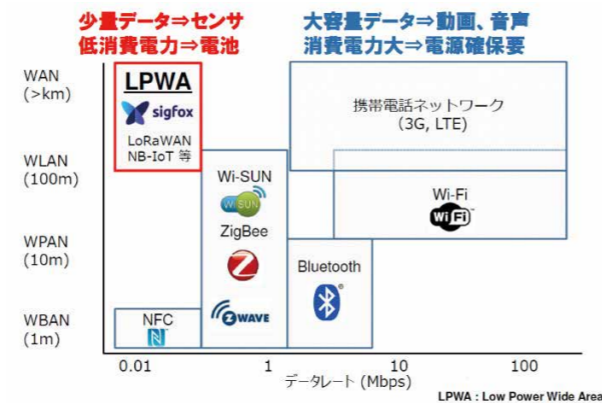 少量データ⇒センサ
低消費電力⇒電池
大容量データ⇒動画、音声
消費電力大⇒電源確保要
WAN
(>km)
LPWA
sigfox
LoRaWAN
NB-IoT 等
携帯電話ネットワーク
(3G, LTE)
WLAN
(100m)
Wi-SUN
Wi SUN
Wi-Fi
Wi Fi
ZigBee
WPAN
(10m)
Bluetooth
Z WAVE
WBAN
(1m)
NFC
N
0.01
1
10
100
データレート (Mbps)
LPWA : Low Power Wide Area